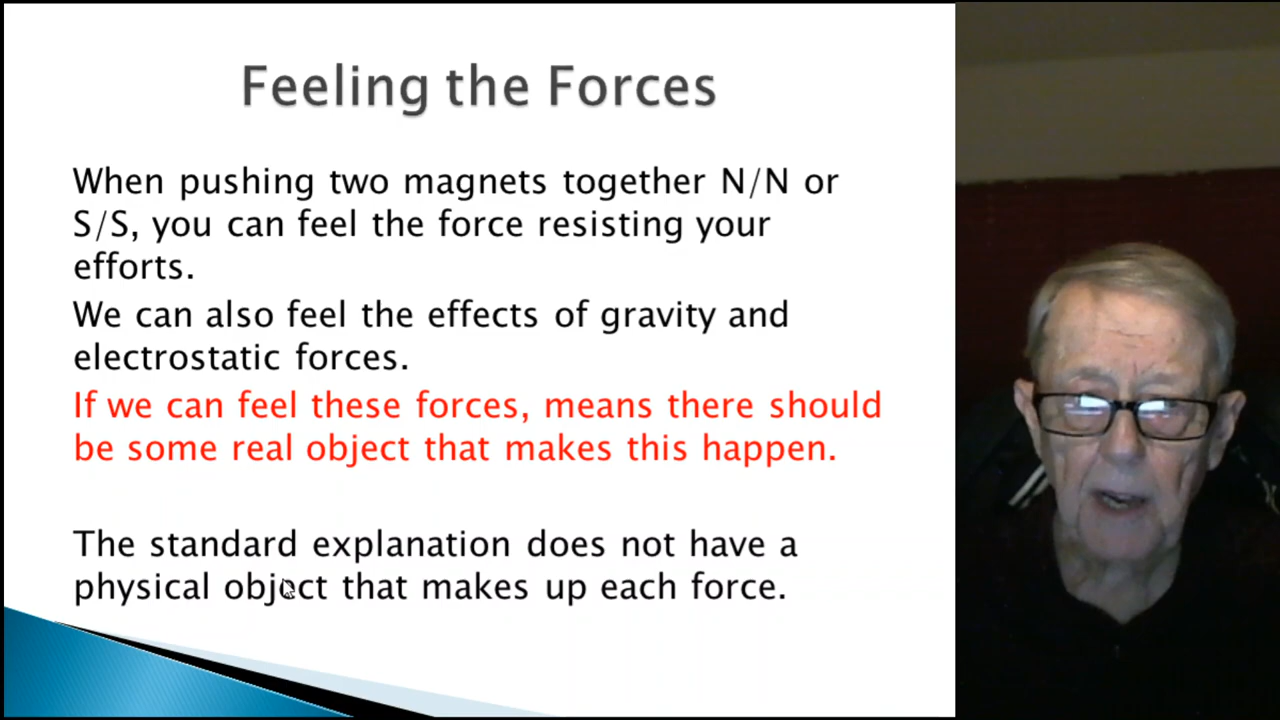 Feeling the Forces
When pushing two magnets together N/N or
S/S, you can feel the force resisting your
efforts.
We can also feel the effects of gravity and
electrostatic forces.
If we can feel these forces, means there should
be some real object that makes this happen.
The standard explanation does not have a
physical object that makes up each force.